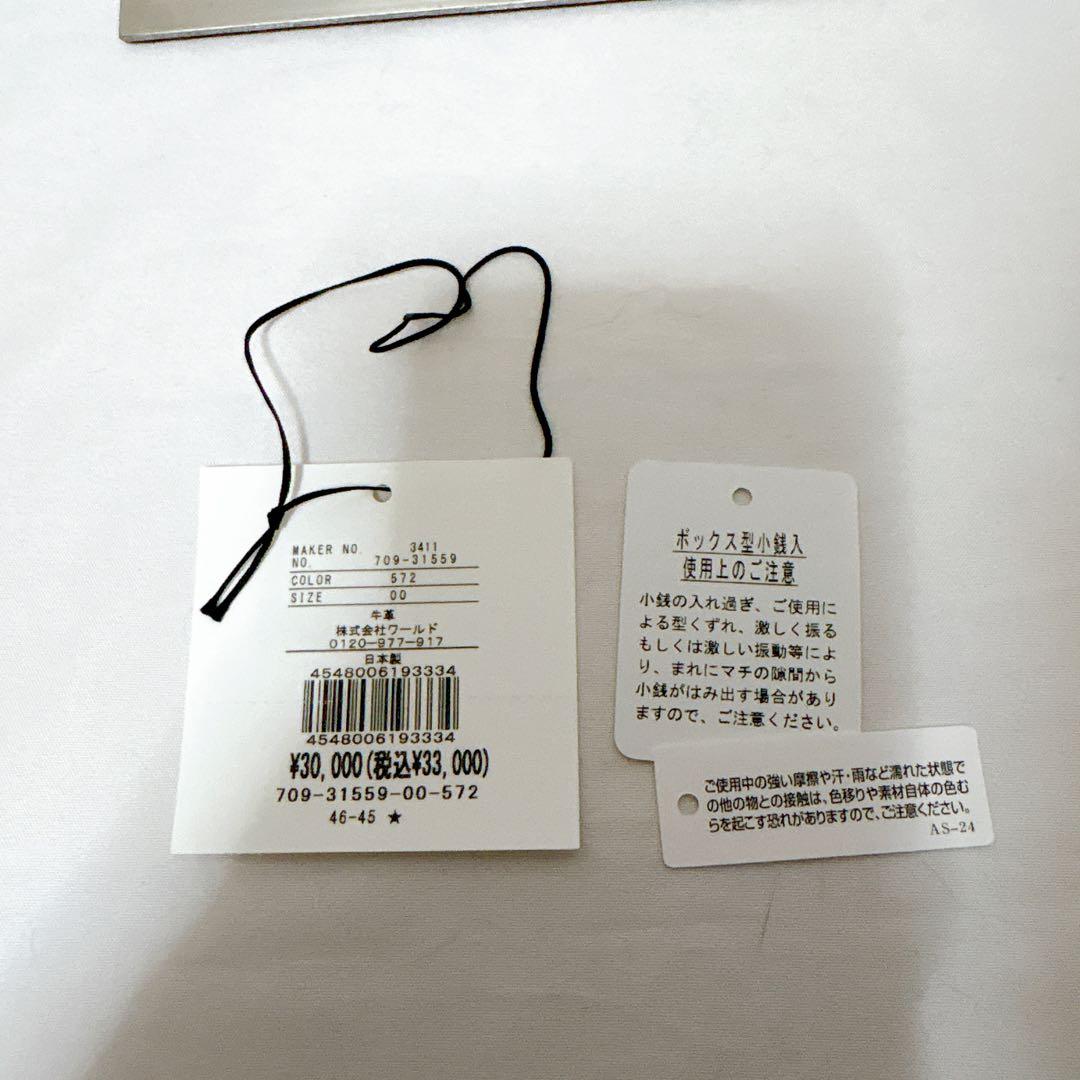 MAKER NO. 3411
NO. 709-31559
COLOR 572
SIZE 00
牛革
株式会社ワールド
0120-977-917
日本製
4548006193334
4548006193334
¥30,000(税込¥33,000)
709-31559-00-572
46-45 ★
ボックス型小銭入
使用上のご注意
小銭の入れ過ぎ、ご使用に
よる型くずれ、激しく振る
もしくは激しい振動等によ
り、まれにマチの隙間から
小銭がはみ出す場合があり
ますので、ご注意ください。
ご使用中の強い摩擦や汗・雨など濡れた状態で
の他の物との接触は、色移りや素材自体の色む
らを起こす恐れがありますので、ご注意ください。
AS-24